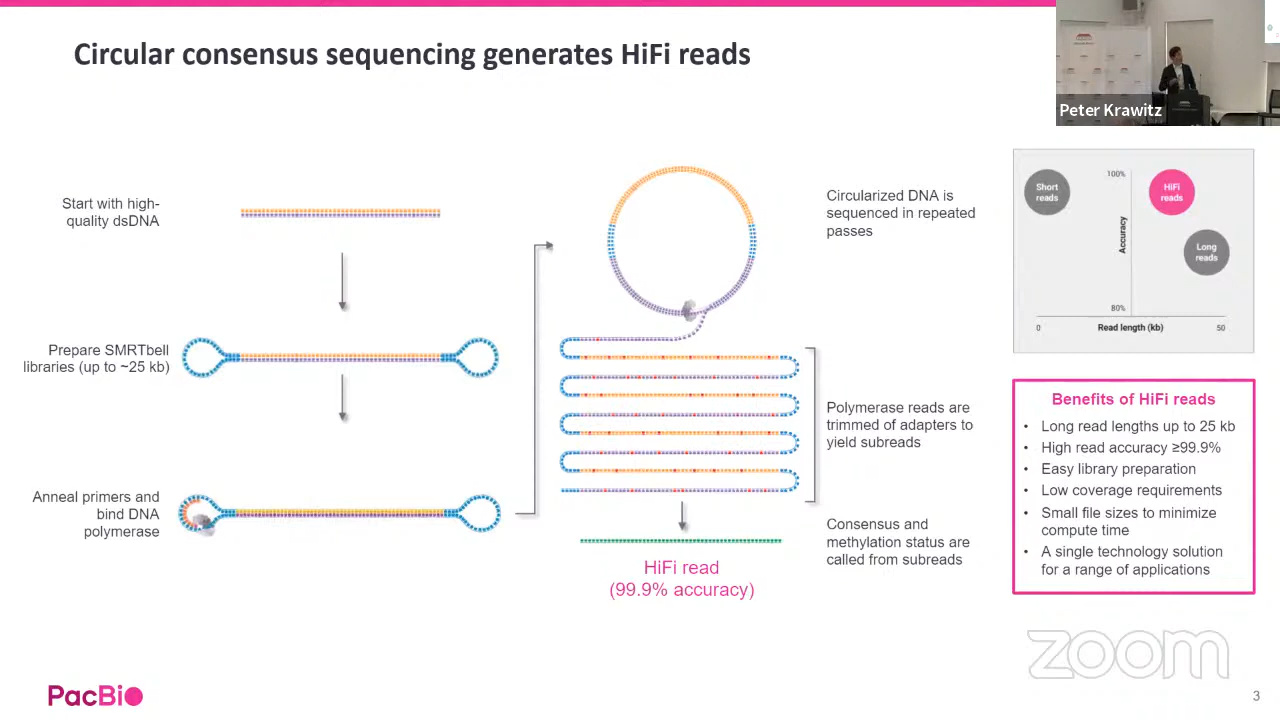 Circular consensus sequencing generates HiFi reads
Peter Krawitz
Start with high-
quality dsDNA
Prepare SMRTbell
libraries (up to ~25 kb)
Anneal primers and
bind DNA
polymerase
Circularized DNA is
sequenced in repeated
passes
Polymerase reads are
trimmed of adapters to
yield subreads
Consensus and
methylation status are
called from subreads
HiFi read
(99.9% accuracy)
Short
reads
100%
HiFi
reads
Accuracy
Long
reads
80%
0
Read length (kb)
50
Benefits of HiFi reads
• Long read lengths up to 25 kb
• High read accuracy ≥99.9%
• Easy library preparation
• Low coverage requirements
• Small file sizes to minimize
compute time
• A single technology solution
for a range of applications
zoom
PacBio
3